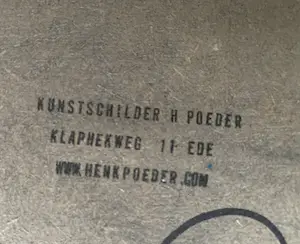 KUNSTSCHILDER H POEDER
KLAPHEKWEG 11 EDE
WWW.HENKPOEDER.COM